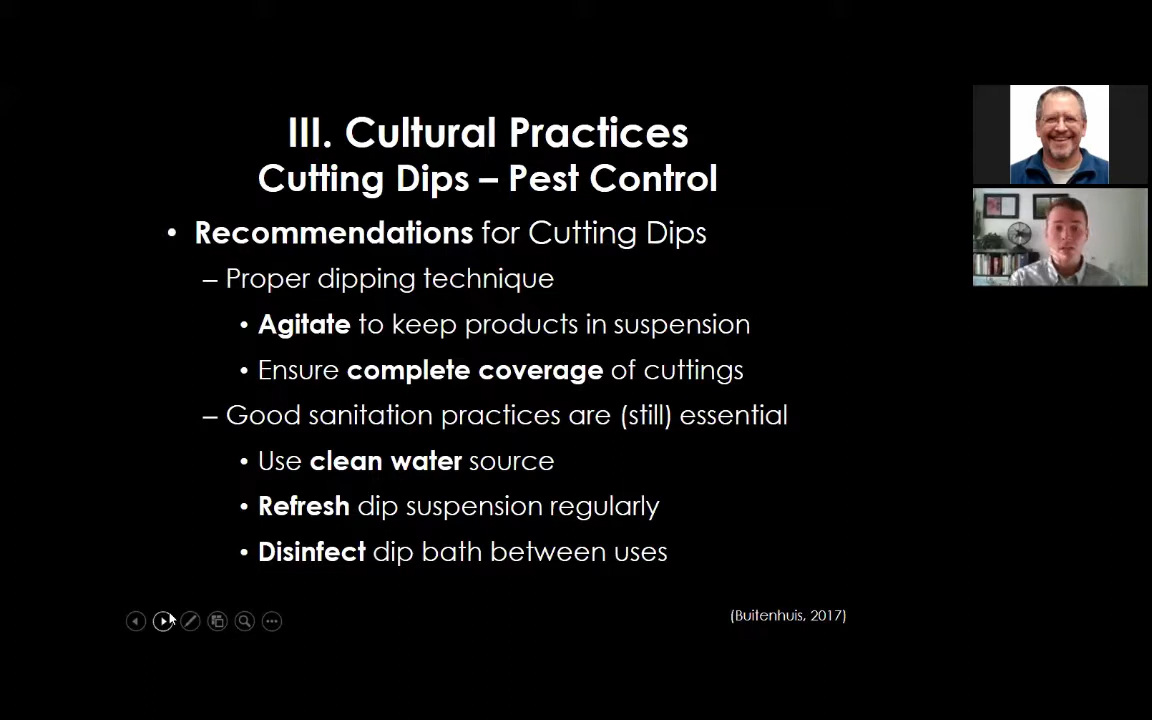 III. Cultural Practices
Cutting Dips – Pest Control
• Recommendations for Cutting Dips
– Proper dipping technique
• Agitate to keep products in suspension
• Ensure complete coverage of cuttings
– Good sanitation practices are (still) essential
• Use clean water source
• Refresh dip suspension regularly
• Disinfect dip bath between uses
(Buitenhuis, 2017)